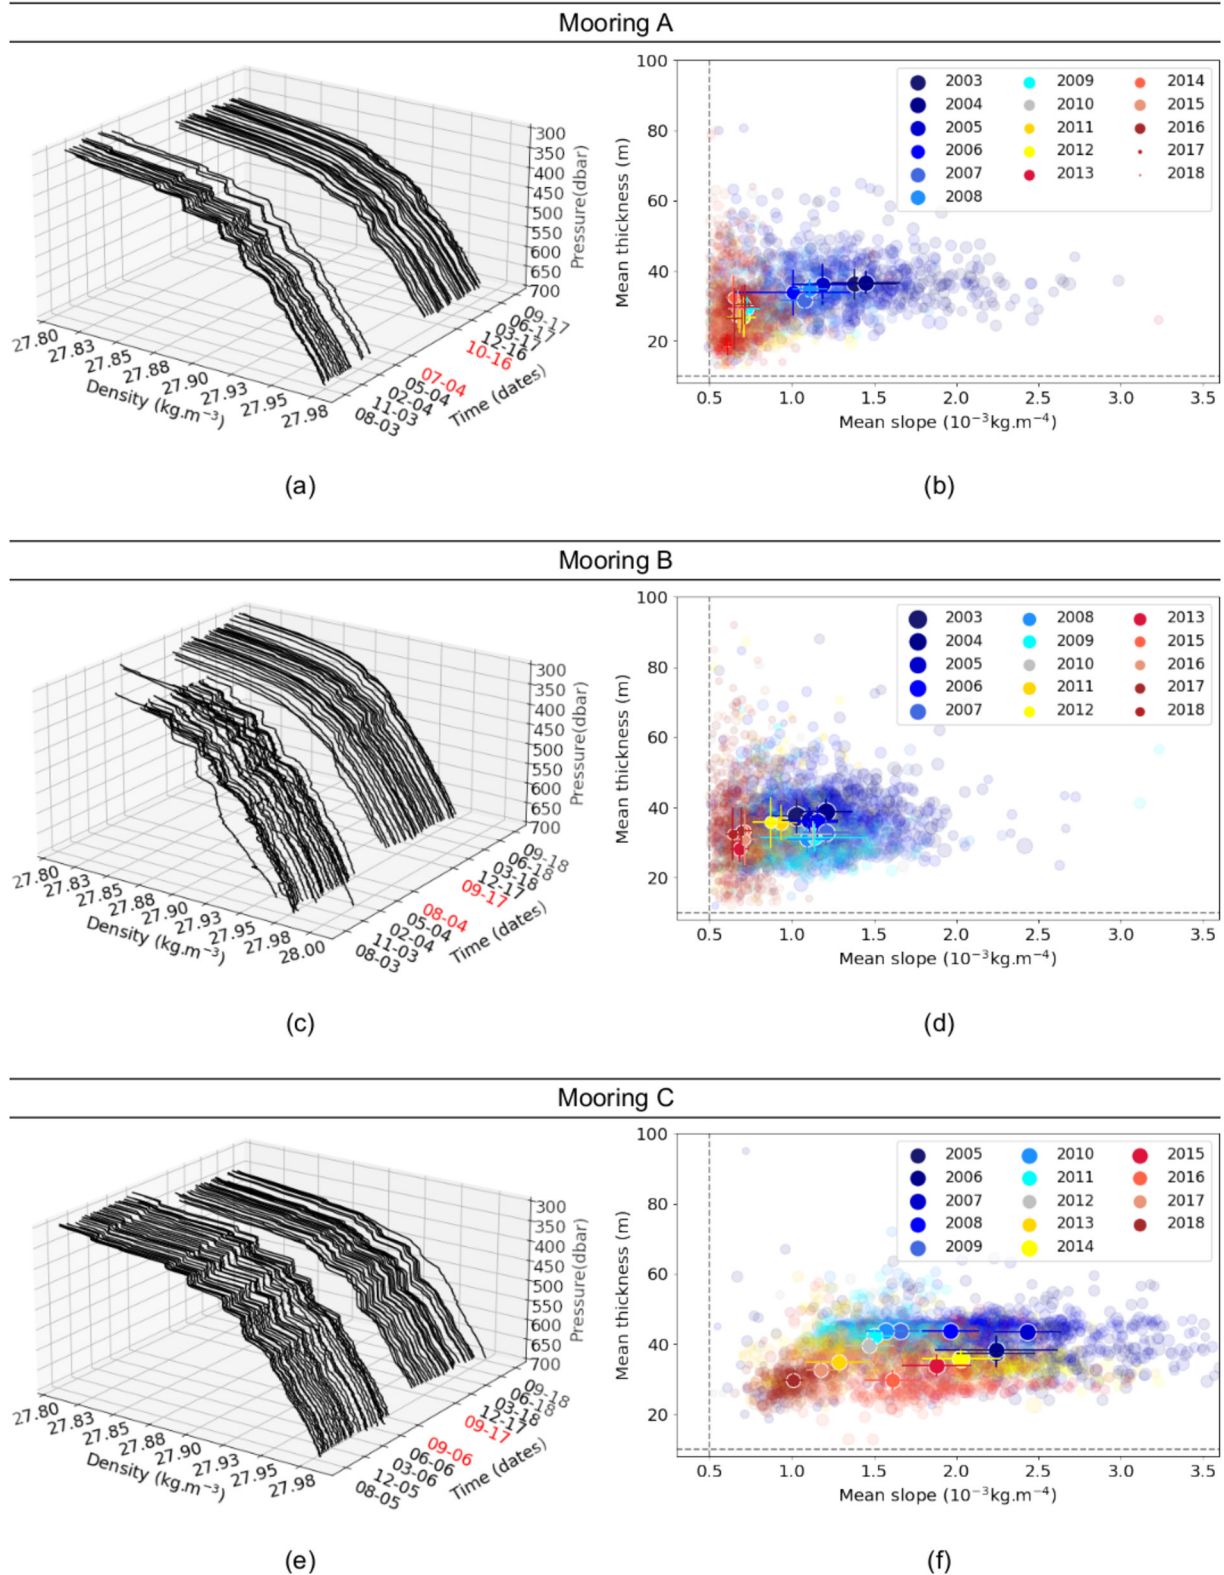 Mooring A
300
350
400
450
500
550
600
650
700
Pressure(dbar)
27.80
27.83
27.85
27.88
27.90
27.93
27.95
27.98
Density (kg.m⁻³)
09-17
06-17
03-17
12-16
10-16
07-04
05-04
02-04
11-03
08-03
Time (dates)
(a)
100
80
60
40
20
Mean thickness (m)
2003 2009 2014
2004 2010 2015
2005 2011 2016
2006 2012 2017
2007 2013 2018
2008
0.5 1.0 1.5 2.0 2.5 3.0 3.5
Mean slope (10⁻³kg.m⁻⁴)
(b)
Mooring B
300
350
400
450
500
550
600
650
700
Pressure(dbar)
27.80
27.83
27.85
27.88
27.90
27.93
27.95
27.98
28.00
Density (kg.m⁻³)
09-18
06-18
03-18
12-17
09-17
08-04
05-04
02-04
11-03
08-03
Time (dates)
(c)
100
80
60
40
20
Mean thickness (m)
2003 2008 2013
2004 2009 2015
2005 2010 2016
2006 2011 2017
2007 2012 2018
0.5 1.0 1.5 2.0 2.5 3.0 3.5
Mean slope (10⁻³kg.m⁻⁴)
(d)
Mooring C
300
350
400
450
500
550
600
650
700
Pressure(dbar)
27.80
27.83
27.85
27.88
27.90
27.93
27.95
27.98
Density (kg.m⁻³)
09-18
06-18
03-18
12-17
09-17
09-06
06-06
03-06
12-05
08-05
Time (dates)
(e)
100
80
60
40
20
Mean thickness (m)
2005 2010 2015
2006 2011 2016
2007 2012 2017
2008 2013 2018
2009 2014
0.5 1.0 1.5 2.0 2.5 3.0 3.5
Mean slope (10⁻³kg.m⁻⁴)
(f)